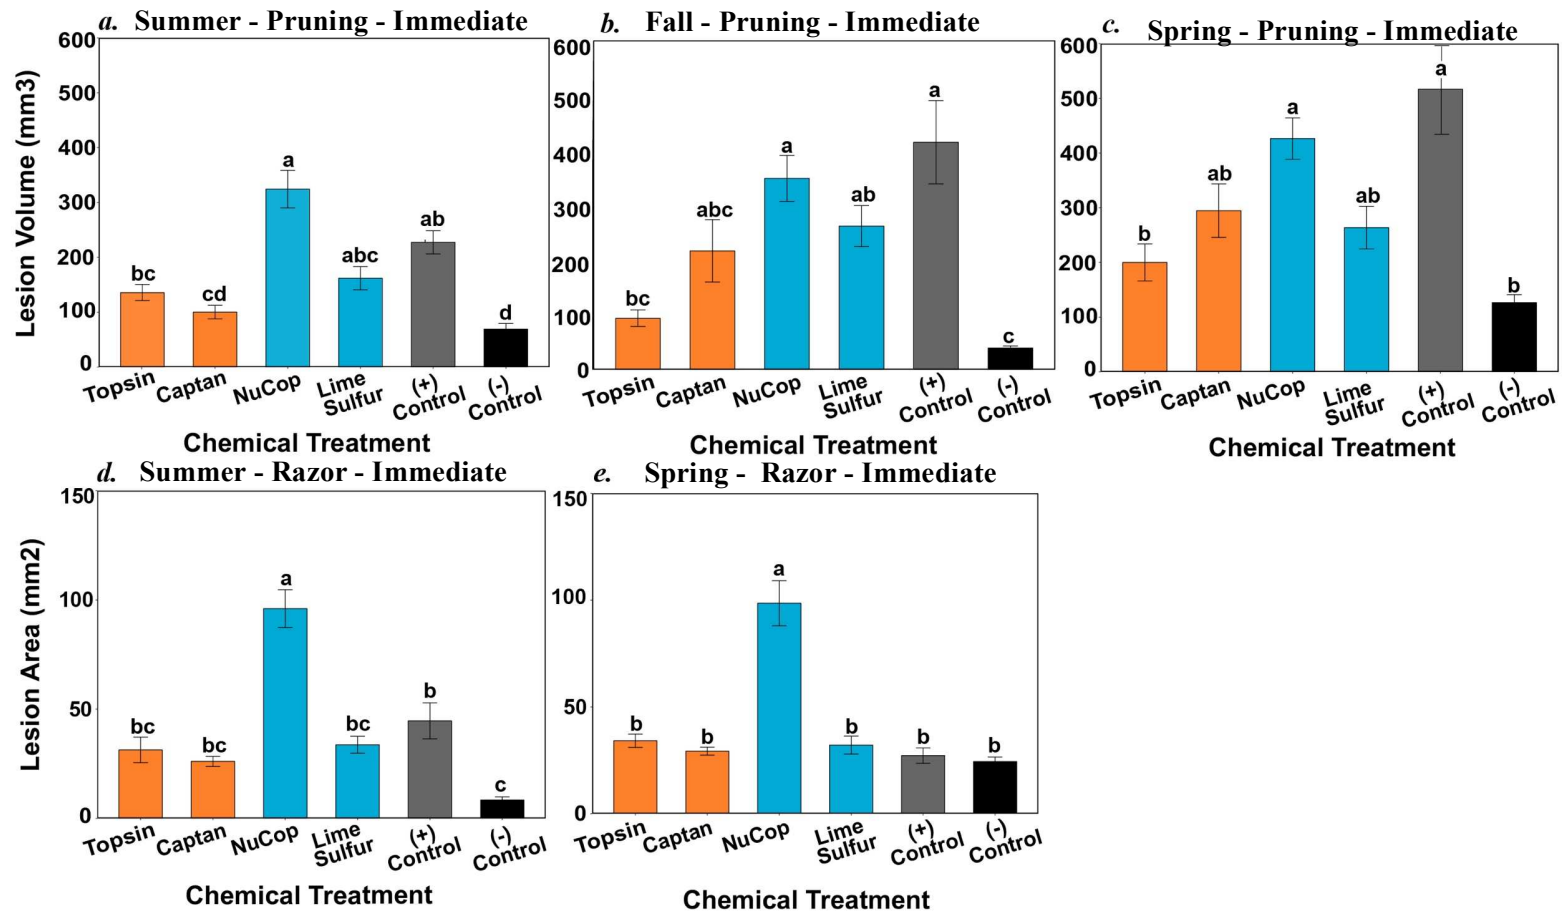 a. Summer - Pruning - Immediate
Lesion Volume (mm3)
600
500
400
300
200
100
0
bc
cd
a
abc
ab
d
Topsin
Captan
NuCop
Lime
Sulfur
(+)
Control
(-)
Control
Chemical Treatment
b. Fall - Pruning - Immediate
600
500
400
300
200
100
0
bc
abc
a
ab
a
c
Topsin
Captan
NuCop
Lime
Sulfur
(+)
Control
(-)
Control
Chemical Treatment
c. Spring - Pruning - Immediate
600
500
400
300
200
100
0
b
ab
a
ab
a
b
Topsin
Captan
NuCop
Lime
Sulfur
(+)
Control
(-)
Control
Chemical Treatment
d. Summer - Razor - Immediate
Lesion Area (mm2)
150
100
50
0
bc
bc
a
bc
b
c
Topsin
Captan
NuCop
Lime
Sulfur
(+)
Control
(-)
Control
Chemical Treatment
e. Spring - Razor - Immediate
150
100
50
0
b
b
a
b
b
b
Topsin
Captan
NuCop
Lime
Sulfur
(+)
Control
(-)
Control
Chemical Treatment